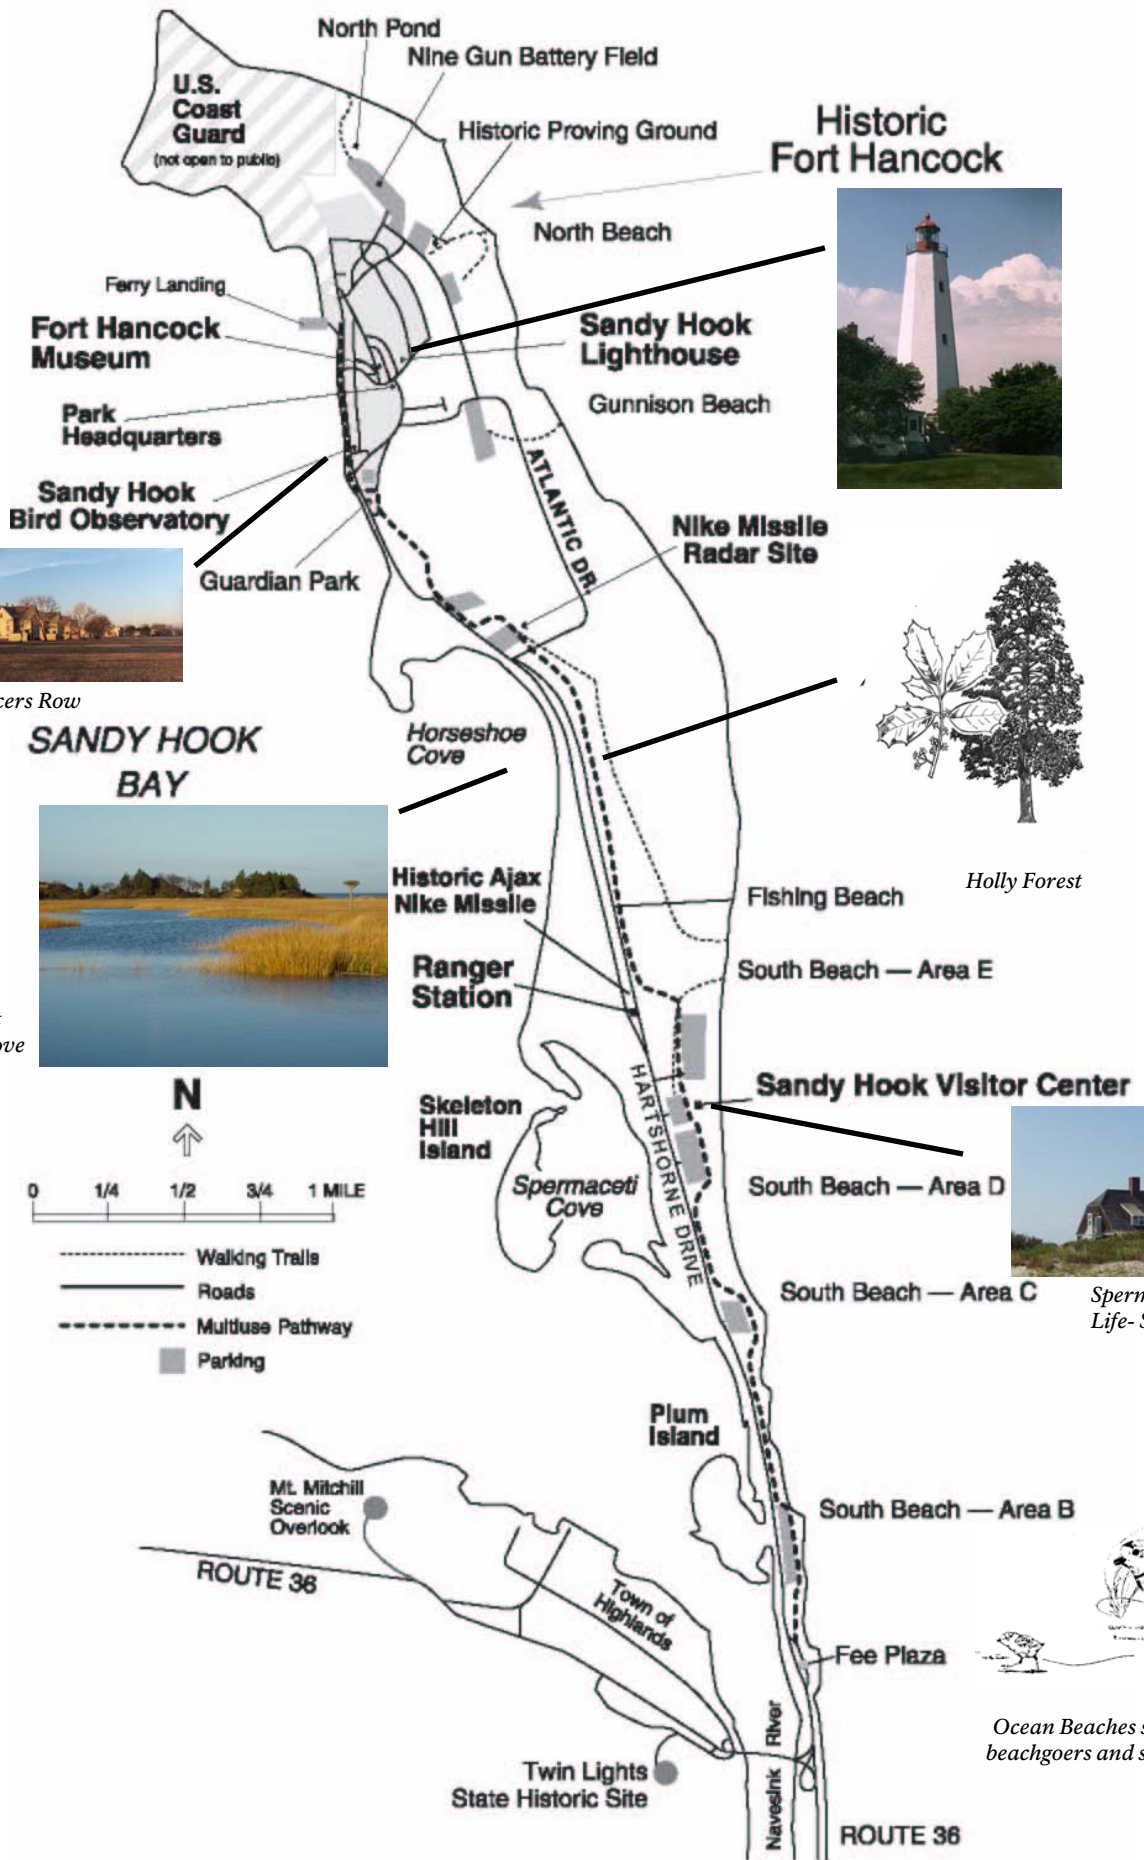 North Pond
Nine Gun Battery Field
U.S.
Coast
Guard
(not open to public)
Historic Proving Ground
Historic
Fort Hancock
North Beach
Ferry Landing
Fort Hancock
Museum
Sandy Hook
Lighthouse
Park
Headquarters
Gunnison Beach
ATLANTIC DR.
Sandy Hook
Bird Observatory
Nike Missile
Radar Site
Guardian Park
cers Row
SANDY HOOK
BAY
Horseshoe
Cove
Holly Forest
Historic Ajax
Nike Missile
Fishing Beach
Ranger
Station
South Beach — Area E
ove
N
Sandy Hook Visitor Center
HARTSHORNE DRIVE
Skeleton
Hill
Island
Spermaceti
Cove
South Beach — Area D
0 1/4 1/2 3/4 1 MILE
Walking Trails
Roads
Multiuse Pathway
Parking
South Beach — Area C
Sperm
Life- S
Plum
Island
Mt. Mitchill
Scenic
Overlook
South Beach — Area B
ROUTE 36
Town of
Highlands
Fee Plaza
Ocean Beaches s
beachgoers and s
Navesink River
Twin Lights
State Historic Site
ROUTE 36